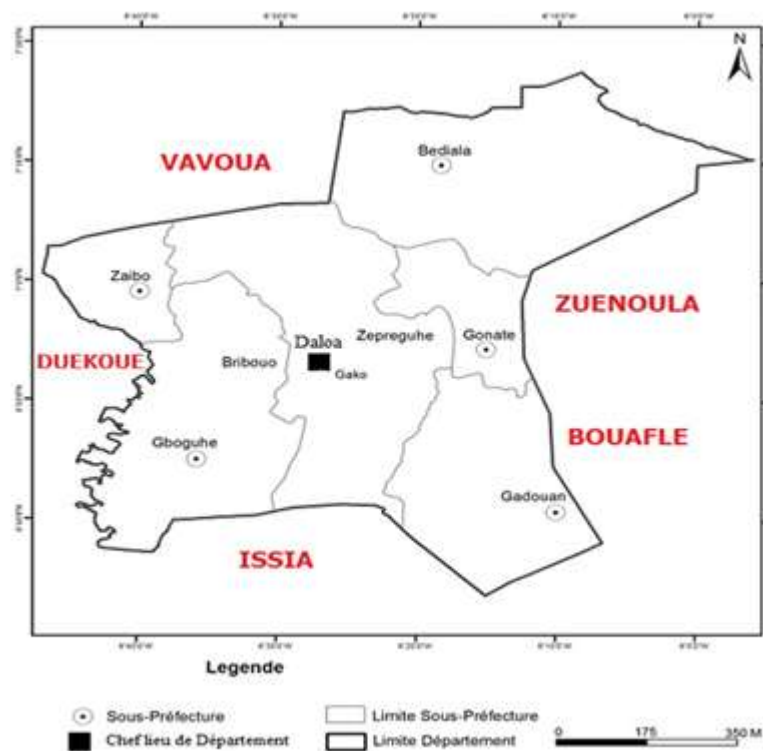 N
VAVOUA
Bediala
Zaibo
ZUENOULA
Daloa
Zepreguhe
Gonate
DUEKOUE
Bribouo
Gako
BOUAFLE
Gboguhe
Gadouan
ISSIA
Legende
Sous-Préfecture
Limite Sous-Préfecture
Chef lieu de Département
Limite Département
0 175 350 M